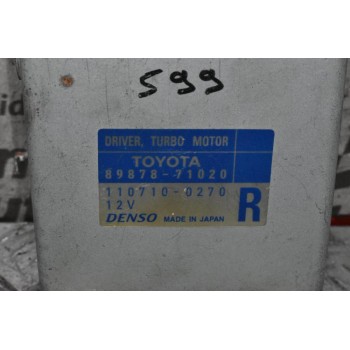 599
DRIVER, TURBO MOTOR
TOYOTA
89878-71020
110710-0270
12V
R
DENSO MADE IN JAPAN